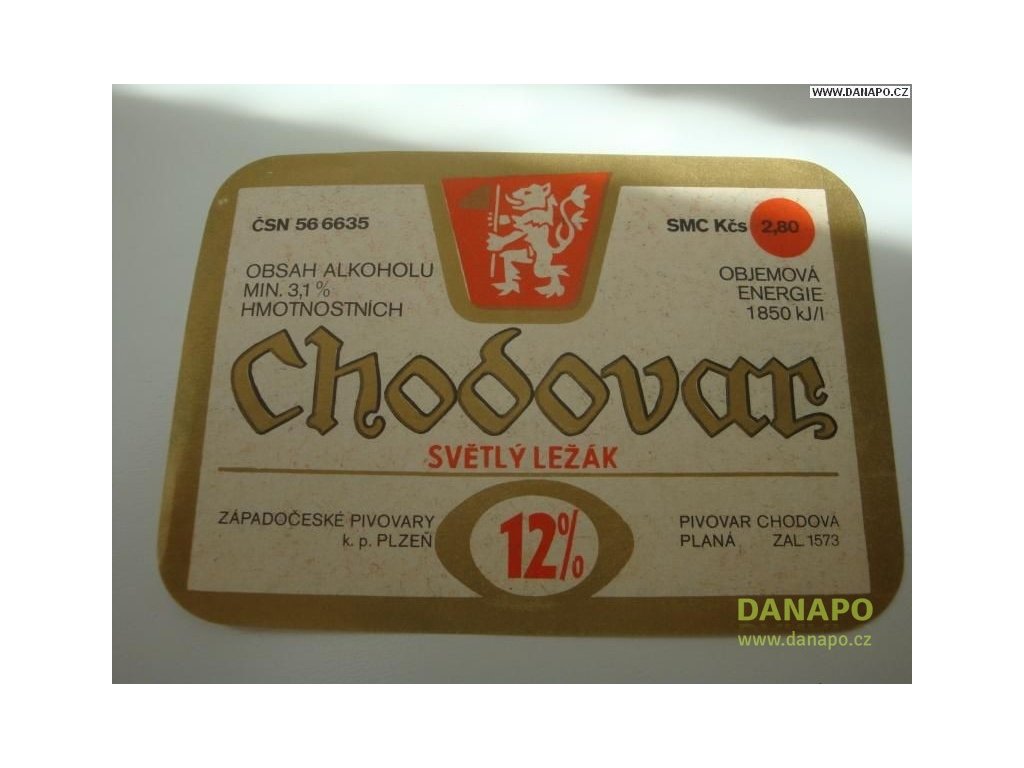 WWW.DANAPO.CZ
ČSN 56 6635
SMC Kčs 2,80
OBSAH ALKOHOLU
MIN. 3,1 %
HMOTNOSTNÍCH
OBJEMOVÁ
ENERGIE
1850 kJ/l
Chodovar
SVĚTLÝ LEŽÁK
ZÁPADOČESKÉ PIVOVARY
k. p. PLZEŇ
12%
PIVOVAR CHODOVÁ
PLANÁ ZAL. 1573
DANAPO
www.danapo.cz